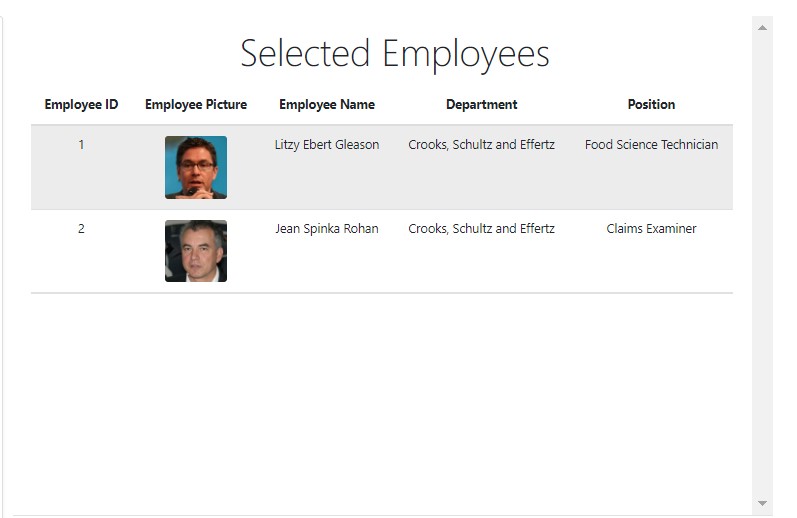 Selected Employees
Employee ID Employee Picture Employee Name Department Position
1 Litzy Ebert Gleason Crooks, Schultz and Effertz Food Science Technician
2 Jean Spinka Rohan Crooks, Schultz and Effertz Claims Examiner